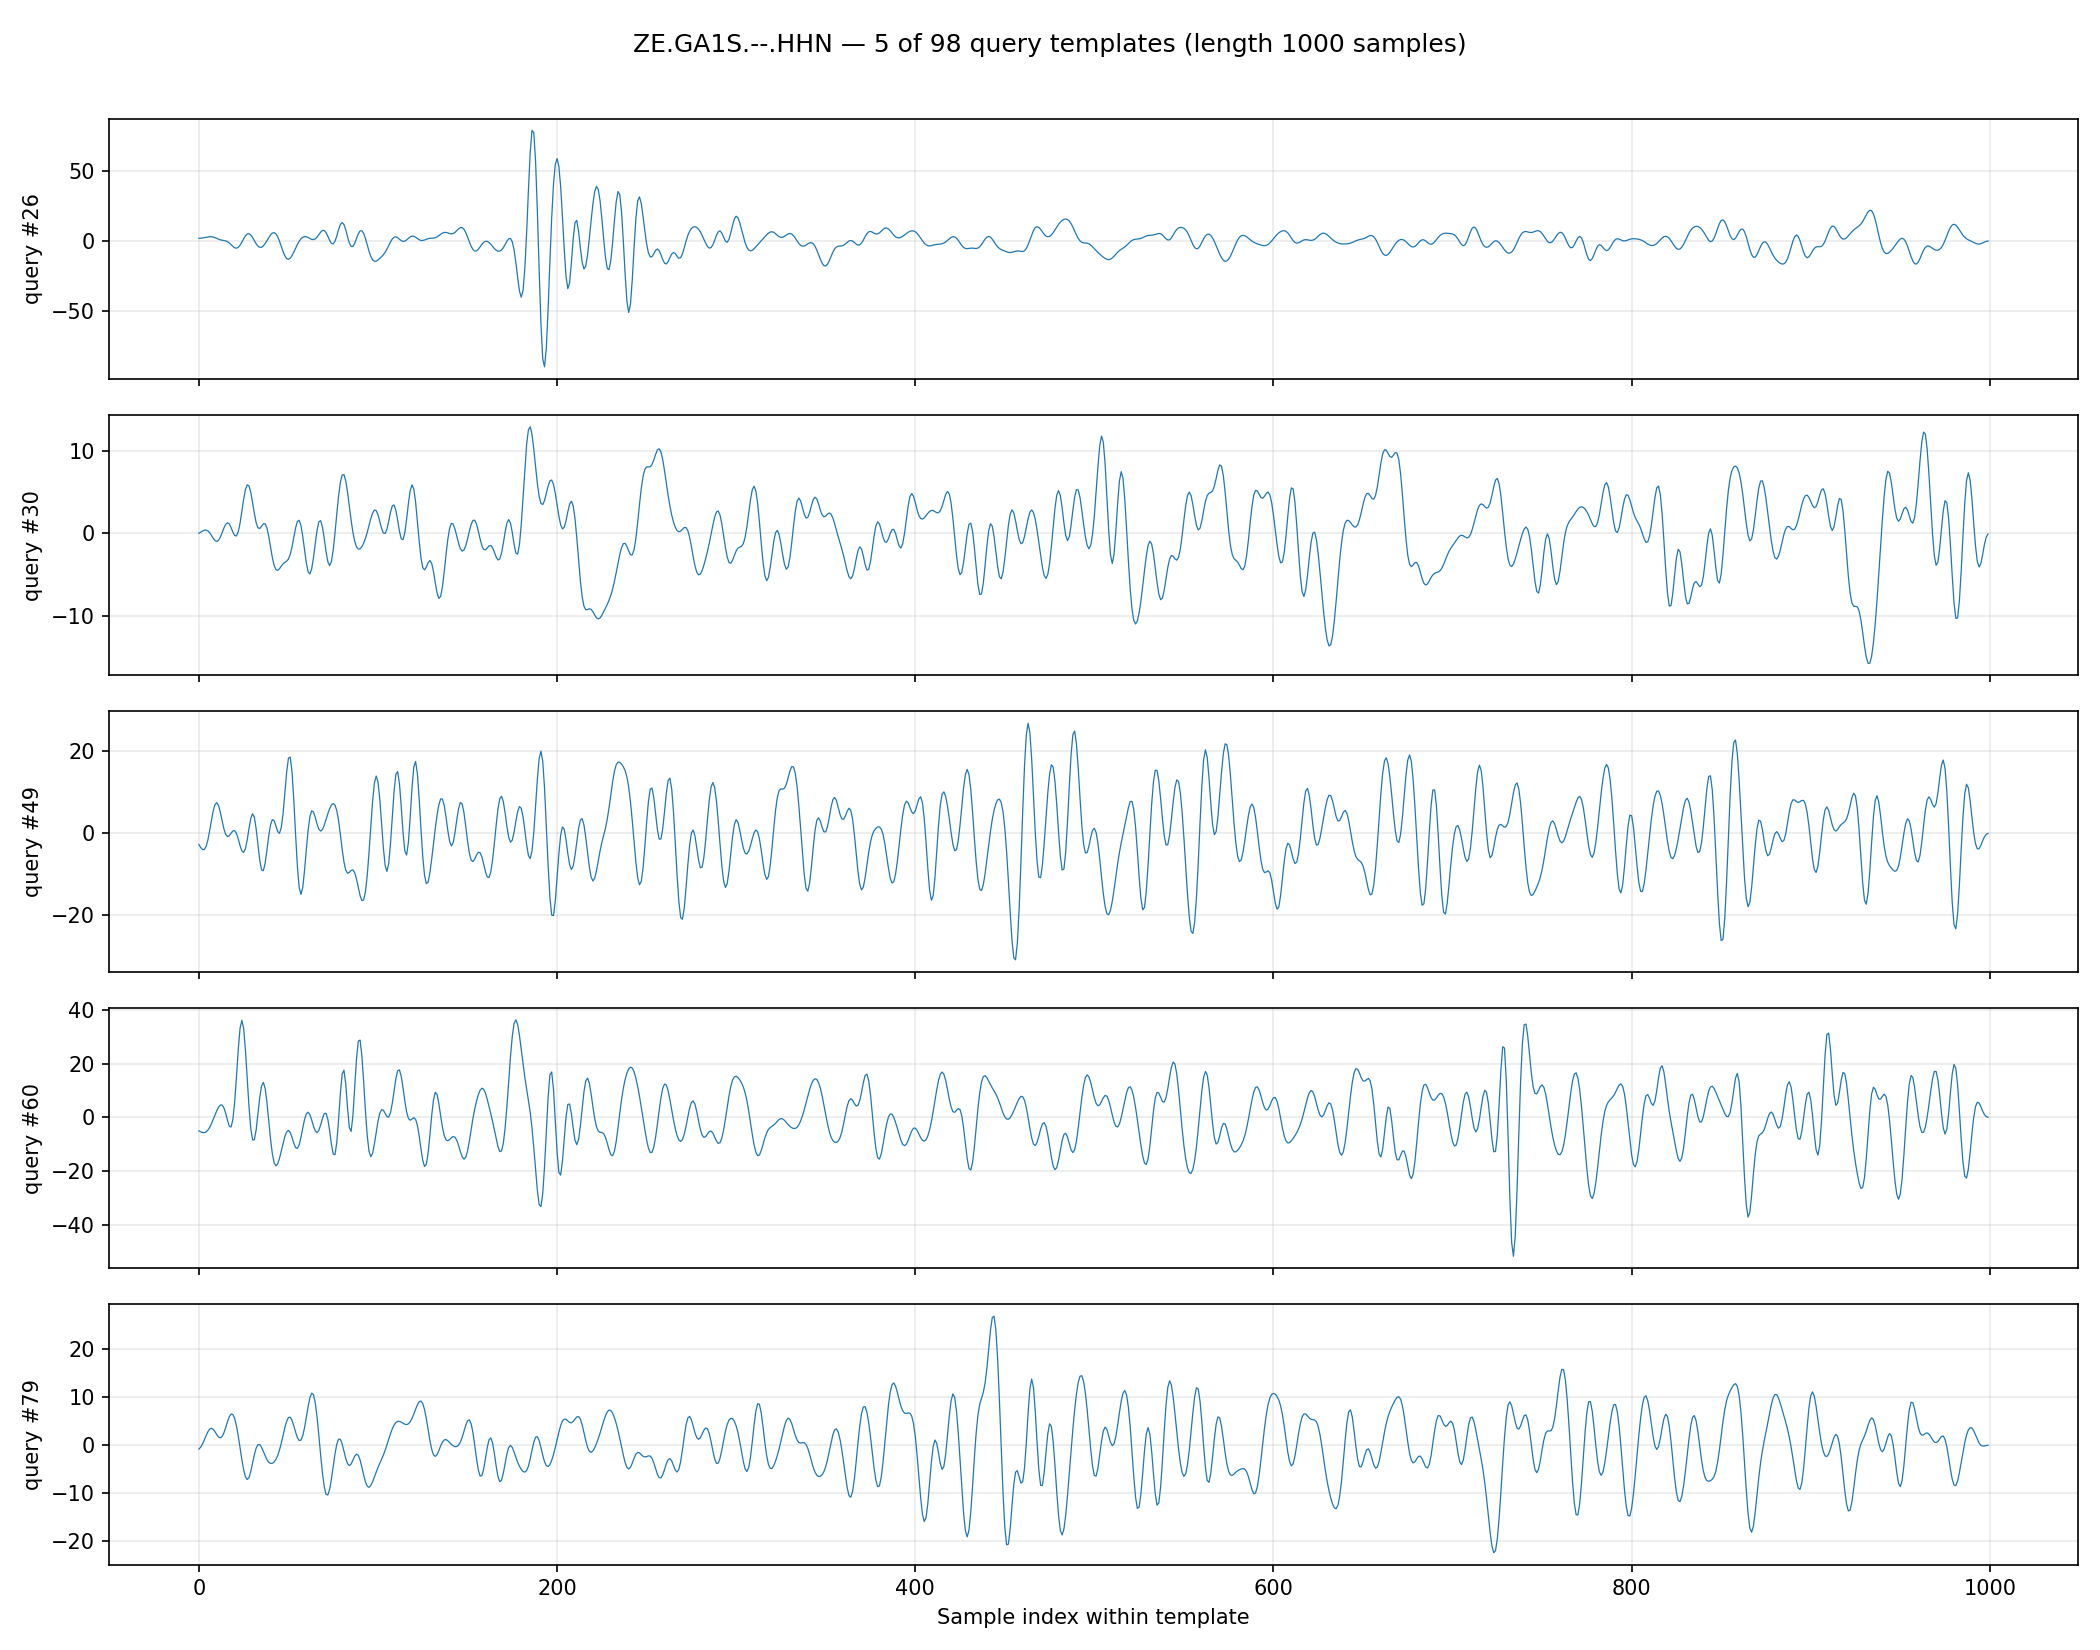 ZE.GA1S.--.HHN — 5 of 98 query templates (length 1000 samples)
query #26
50
0
−50
query #30
10
0
−10
query #49
20
0
−20
query #60
40
20
0
−20
−40
query #79
20
10
0
−10
−20
0 200 400 600 800 1000
Sample index within template